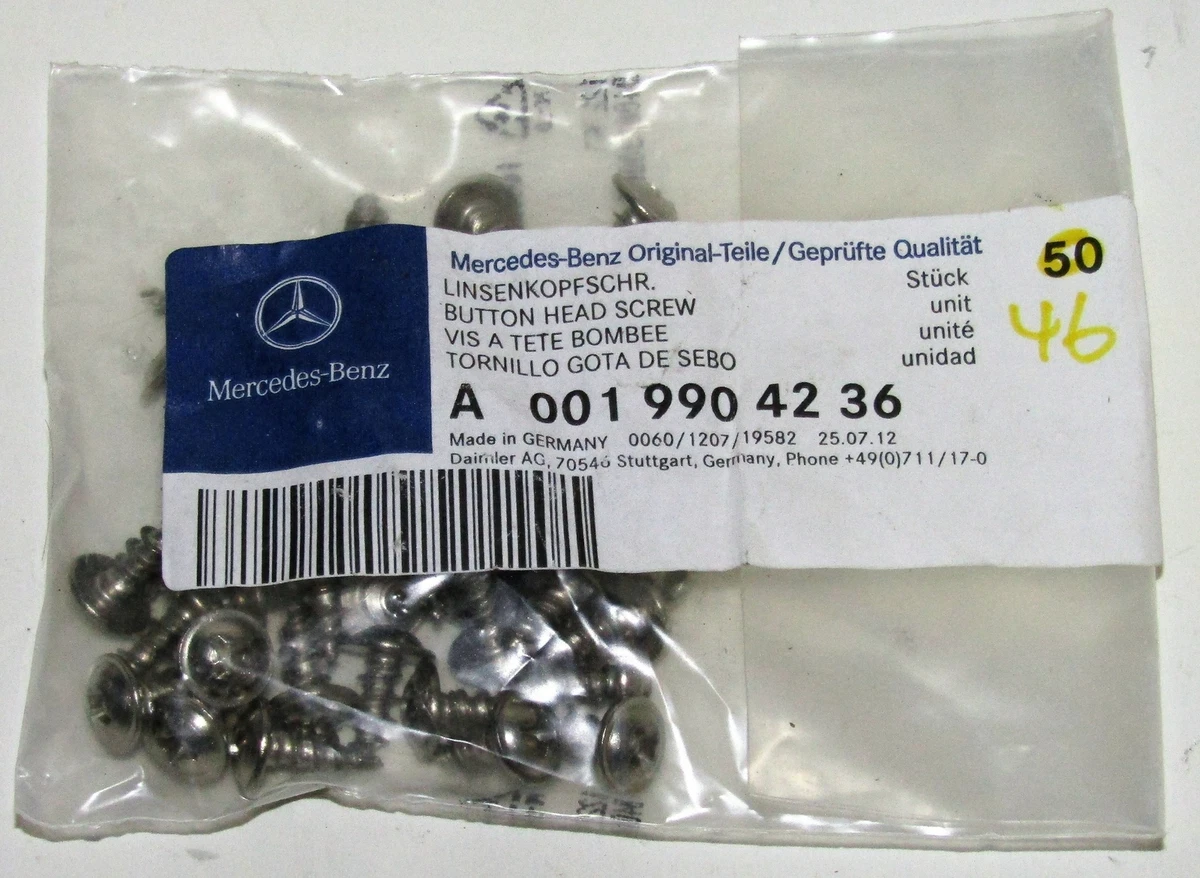 Mercedes-Benz
Mercedes-Benz Original-Teile/Geprüfte Qualität
LINSENKOPFSCHR.
BUTTON HEAD SCREW
VIS A TETE BOMBEE
TORNILLO GOTA DE SEBO
Stück
unit
unité
unidad
50
46
A 001 990 42 36
Made in GERMANY 0060/1207/19582 25.07.12
Daimler AG, 70546 Stuttgart, Germany, Phone +49(0)711/17-0